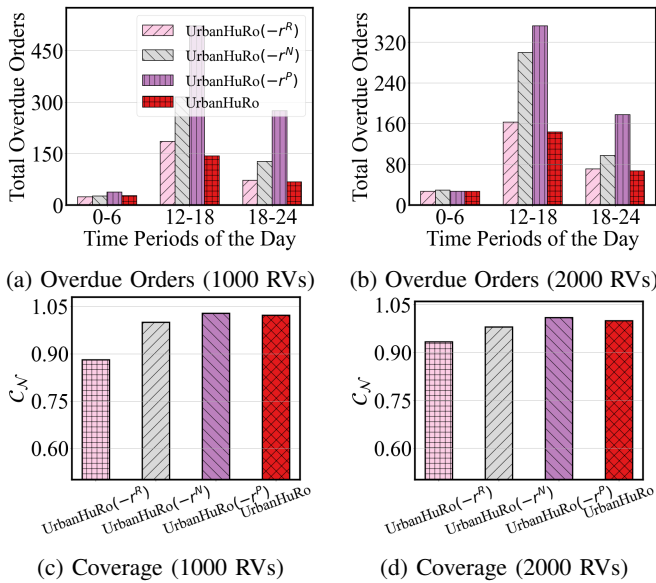 Total Overdue Orders
450
300
150
0
UrbanHuRo(−r^R)
UrbanHuRo(−r^N)
UrbanHuRo(−r^P)
UrbanHuRo
0-6 12-18 18-24
Time Periods of the Day
(a) Overdue Orders (1000 RVs)
Total Overdue Orders
320
240
160
80
0
0-6 12-18 18-24
Time Periods of the Day
(b) Overdue Orders (2000 RVs)
C_N
1.05
0.90
0.75
0.60
UrbanHuRo(−r^R)
UrbanHuRo(−r^N)
UrbanHuRo(−r^P)
UrbanHuRo
(c) Coverage (1000 RVs)
C_N
1.05
0.90
0.75
0.60
UrbanHuRo(−r^R)
UrbanHuRo(−r^N)
UrbanHuRo(−r^P)
UrbanHuRo
(d) Coverage (2000 RVs)